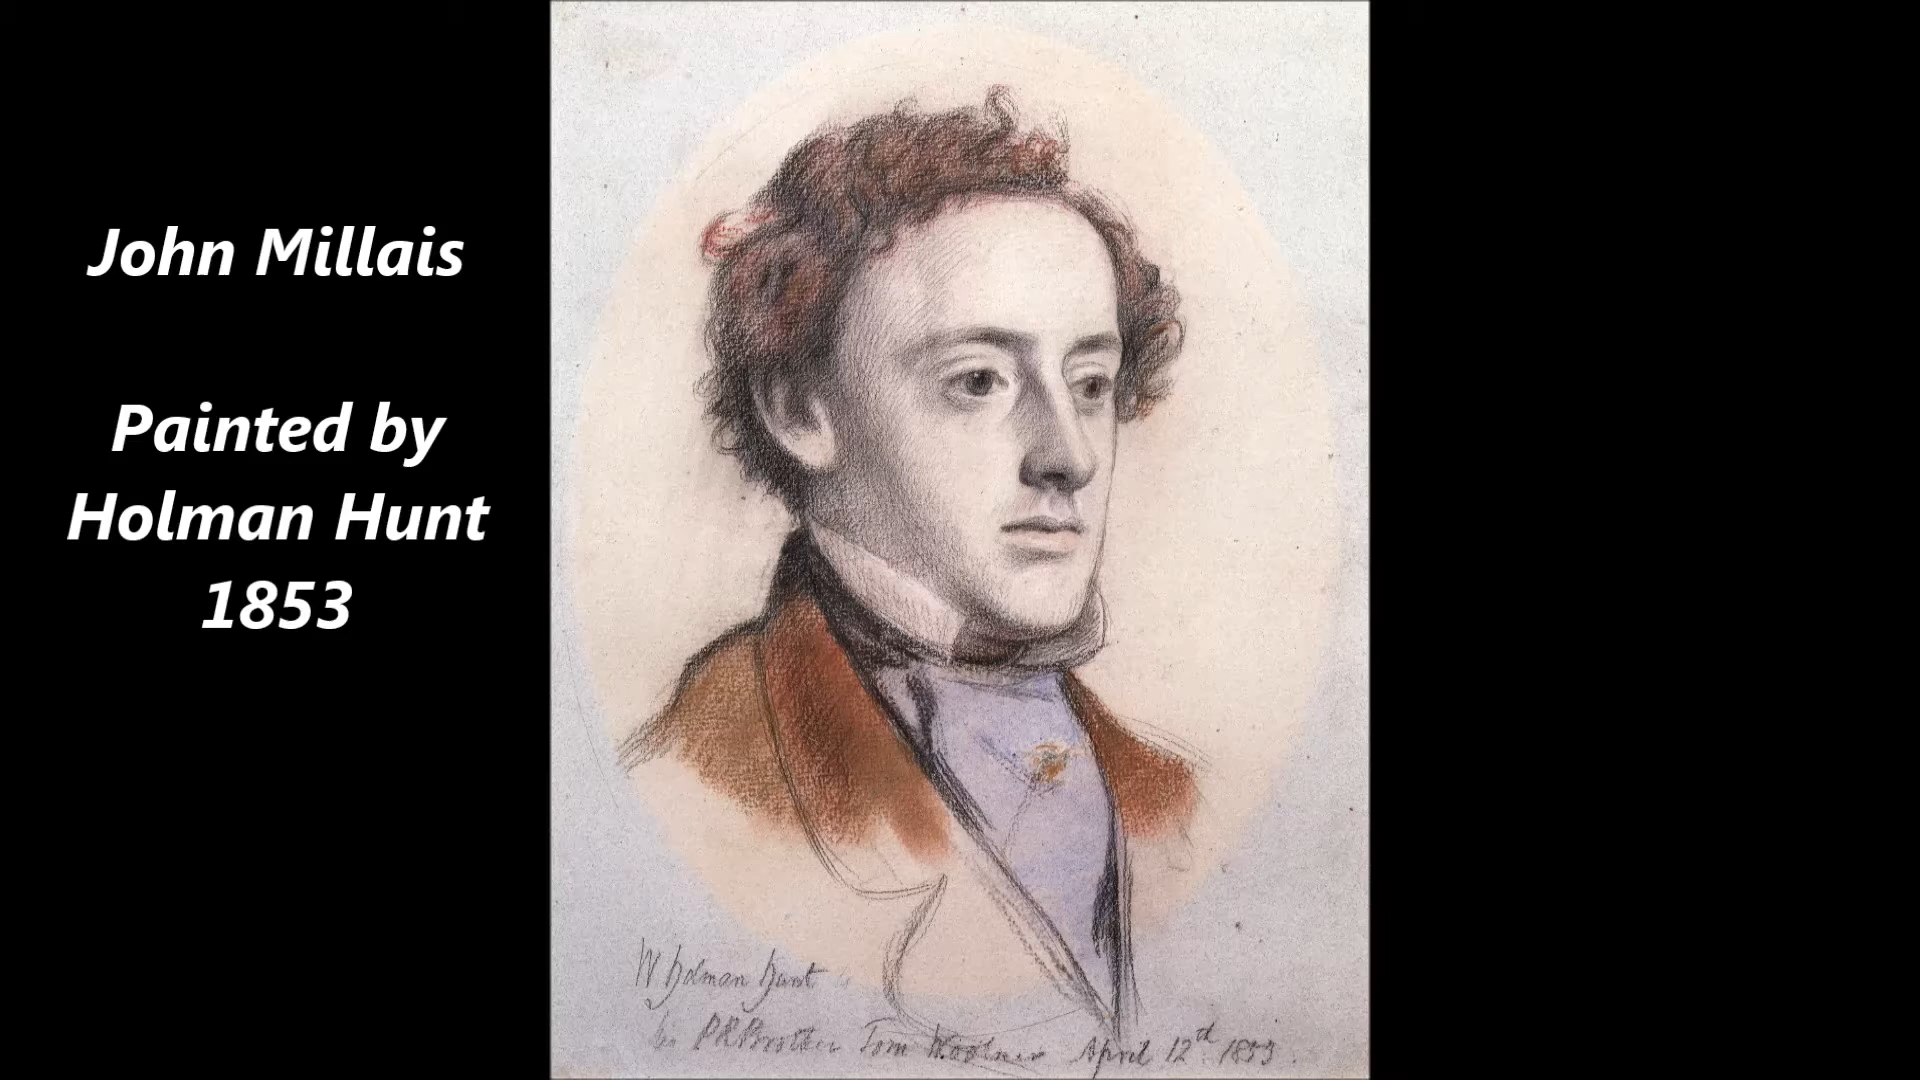 John Millais
Painted by
Holman Hunt
1853
W Holman Hunt
to PRBrother Tom Woolner April 12th 1853.